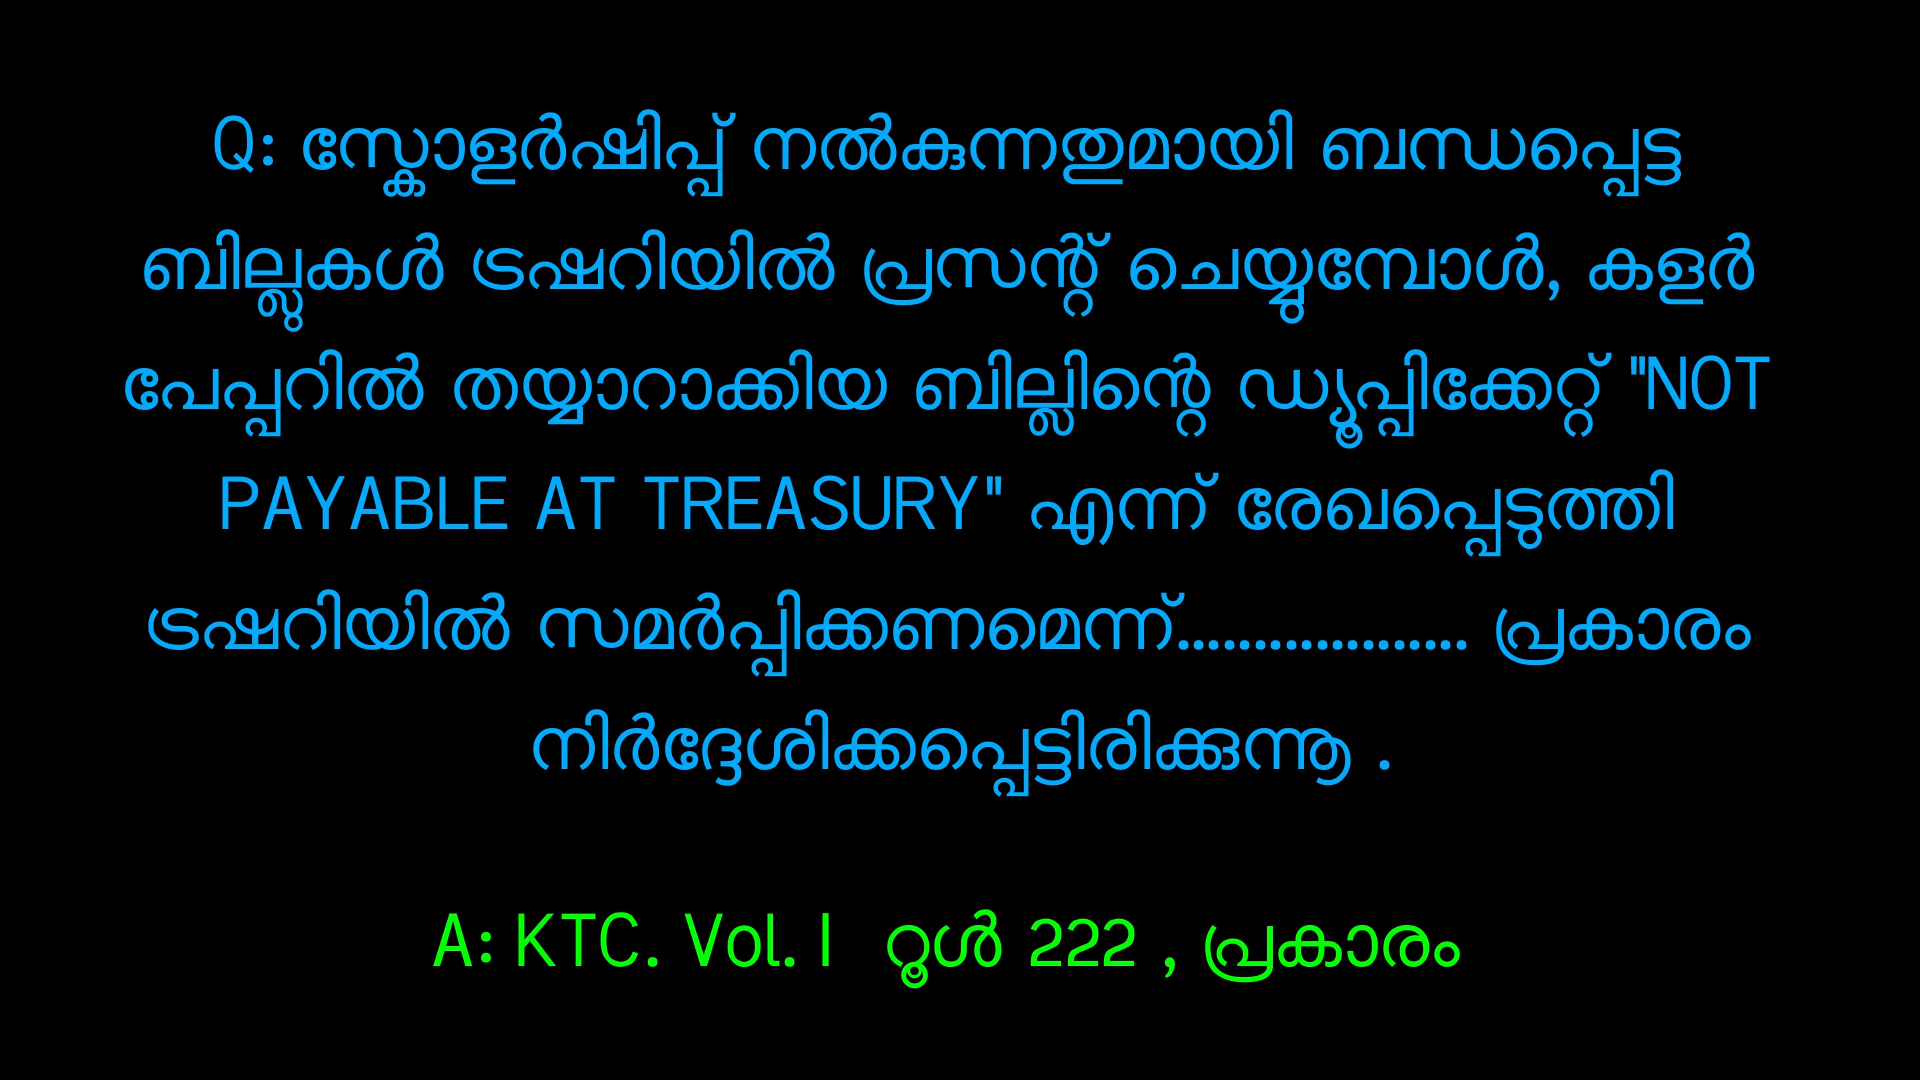 Q: സ്കോളർഷിപ്പ് നൽകുന്നതുമായി ബന്ധപ്പെട്ട
ബില്ലുകൾ ട്രഷറിയിൽ പ്രസന്റ് ചെയ്യുമ്പോൾ, കളർ
പേപ്പറിൽ തയ്യാറാക്കിയ ബില്ലിന്റെ ഡ്യൂപ്പിക്കേറ്റ് "NOT
PAYABLE AT TREASURY" എന്ന് രേഖപ്പെടുത്തി
ട്രഷറിയിൽ സമർപ്പിക്കണമെന്ന്................... പ്രകാരം
നിർദ്ദേശിക്കപ്പെട്ടിരിക്കുന്നൂ .
A: KTC. Vol. I റൂൾ 222 , പ്രകാരം